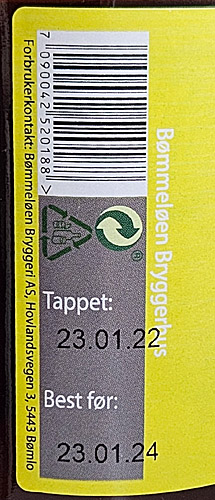 7 090042 520188 >
Forbrukerkontakt: Bømmeløen Bryggeri AS, Hovlandsvegen 3, 5443 Bømlo
Bømmeløen Bryggerhus
Tappet:
23.01.22
Best før:
23.01.24